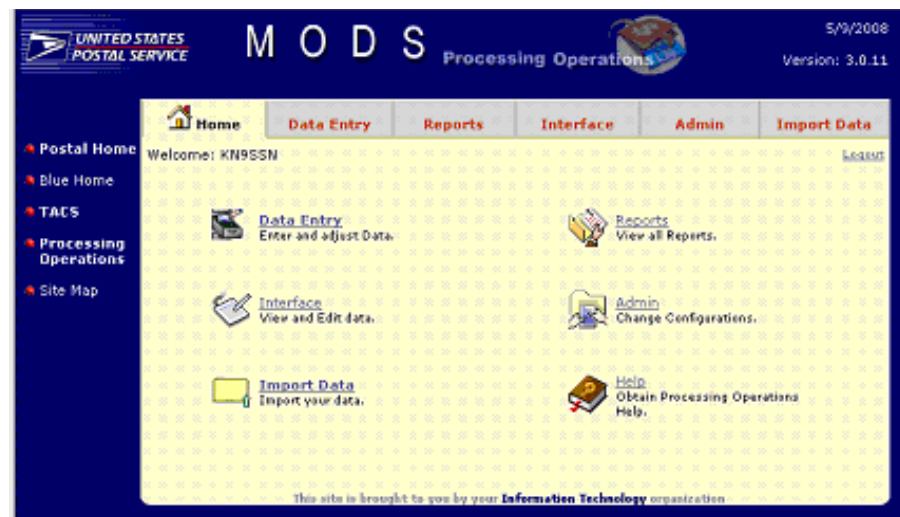 UNITED STATES
POSTAL SERVICE
M O D S
Processing Operations
5/9/2008
Version: 3.0.11
Home
Data Entry
Reports
Interface
Admin
Import Data
Postal Home
Blue Home
TACS
Processing
Operations
Site Map
Welcome: KN9SSN
Logout
Data Entry
Enter and adjust Data.
Reports
View all Reports.
Interface
View and Edit data.
Admin
Change Configurations.
Import Data
Import your data.
Help
Obtain Processing Operations
Help.
This site is brought to you by your Information Technology organization